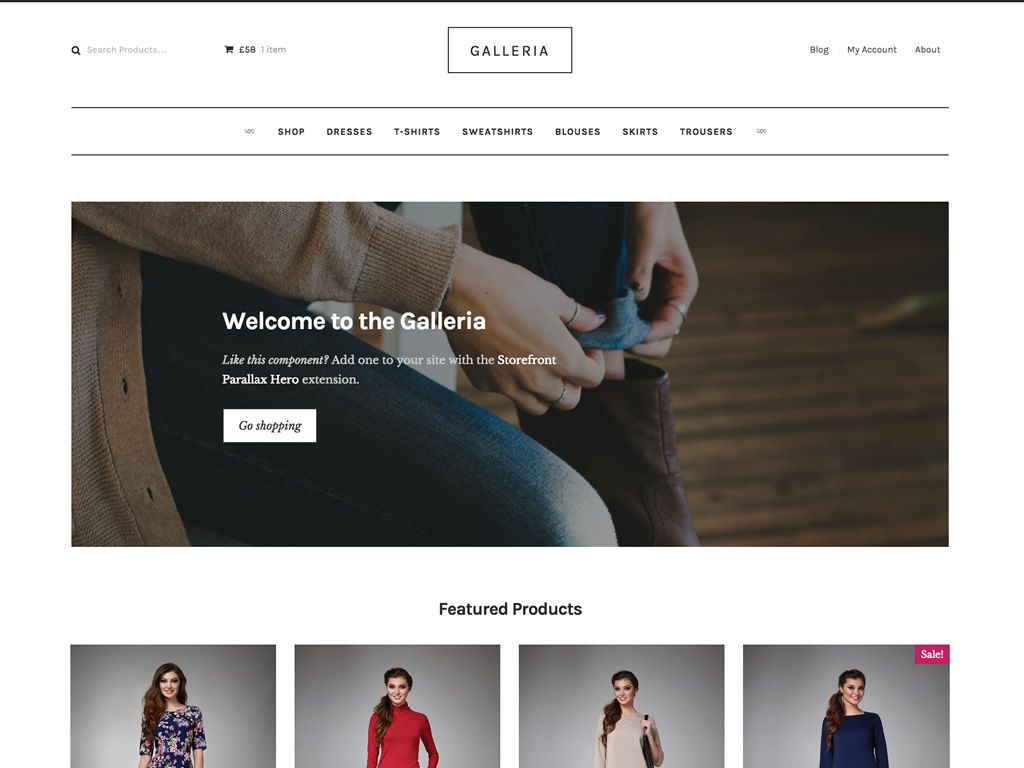 Search Products...
£58 1 item
GALLERIA
Blog
My Account
About
SHOP
DRESSES
T-SHIRTS
SWEATSHIRTS
BLOUSES
SKIRTS
TROUSERS
Welcome to the Galleria
Like this component? Add one to your site with the Storefront
Parallax Hero extension.
Go shopping
Featured Products
Sale!